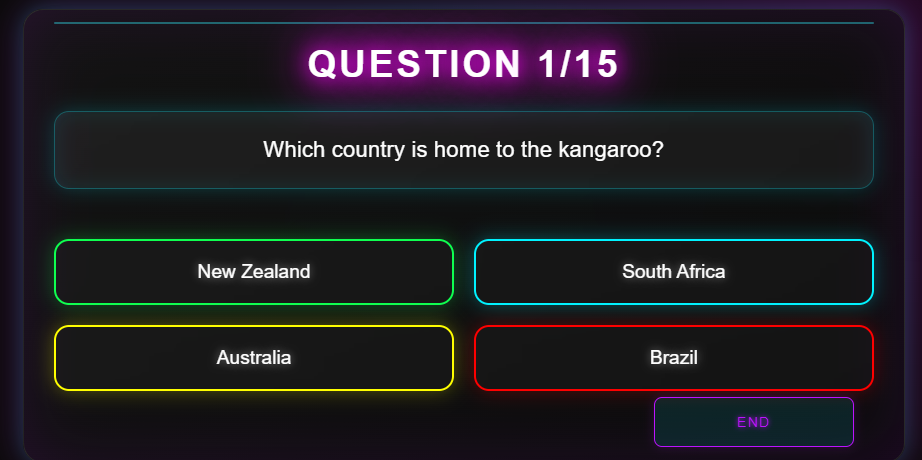 QUESTION 1/15
Which country is home to the kangaroo?
New Zealand
South Africa
Australia
Brazil
END